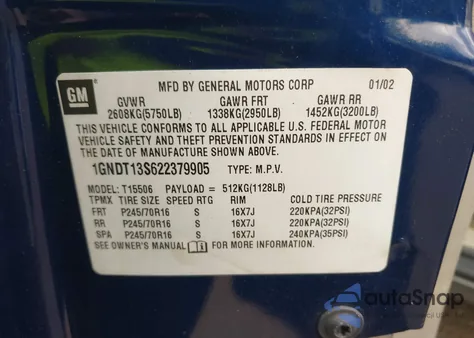 GM
MFD BY GENERAL MOTORS CORP 01/02
GVWR GAWR FRT GAWR RR
2608KG(5750LB) 1338KG(2950LB) 1452KG(3200LB)
THIS VEHICLE CONFORMS TO ALL APPLICABLE U.S. FEDERAL MOTOR
VEHICLE SAFETY AND THEFT PREVENTION STANDARDS IN EFFECT ON
THE DATE OF MANUFACTURE SHOWN ABOVE.
1GNDT13S622379905 TYPE: M.P.V.
MODEL: T15506 PAYLOAD = 512KG(1128LB)
TPMX TIRE SIZE SPEED RTG RIM COLD TIRE PRESSURE
FRT P245/70R16 S 16X7J 220KPA(32PSI)
RR P245/70R16 S 16X7J 220KPA(32PSI)
SPA P245/70R16 S 16X7J 240KPA(35PSI)
SEE OWNER'S MANUAL FOR MORE INFORMATION.
autoSnap